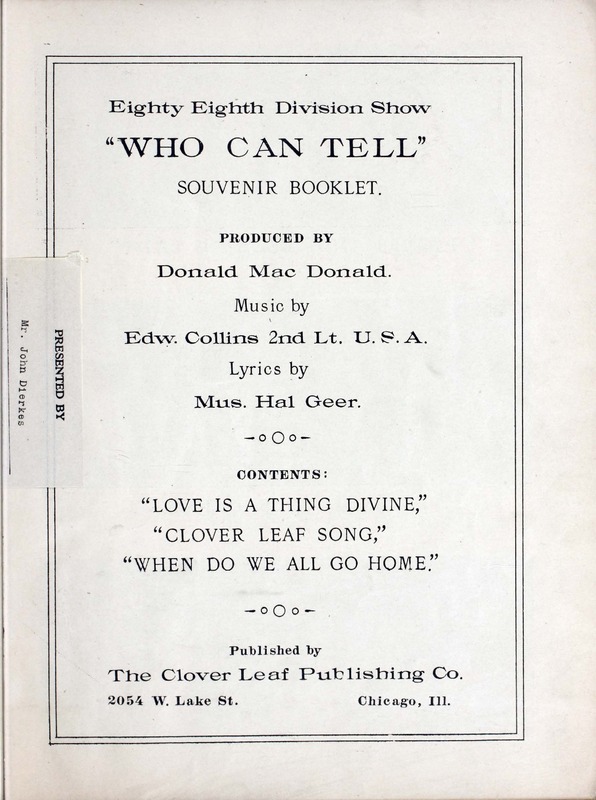 Eighty Eighth Division Show
"WHO CAN TELL"
SOUVENIR BOOKLET.
PRODUCED BY
Donald Mac Donald.
Music by
Edw. Collins 2nd Lt. U. S. A.
Lyrics by
Mus. Hal Geer.
CONTENTS:
"LOVE IS A THING DIVINE,"
"CLOVER LEAF SONG,"
"WHEN DO WE ALL GO HOME."
Published by
The Clover Leaf Publishing Co.
2054 W. Lake St. Chicago, Ill.
PRESENTED BY
Mr. John Dierkes